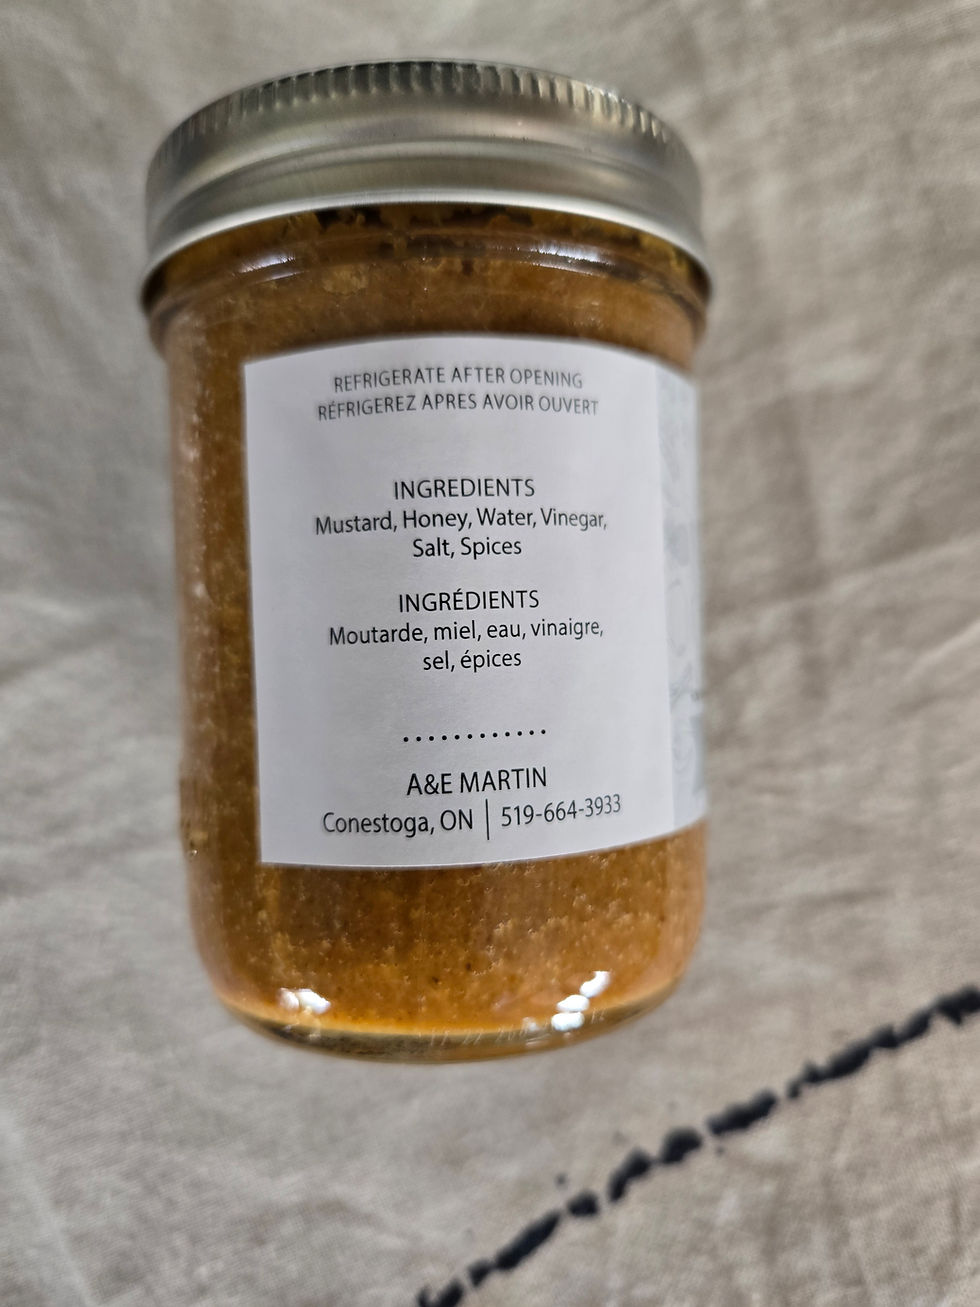 REFRIGERATE AFTER OPENING
RÉFRIGEREZ APRES AVOIR OUVERT
INGREDIENTS
Mustard, Honey, Water, Vinegar,
Salt, Spices
INGRÉDIENTS
Moutarde, miel, eau, vinaigre,
sel, épices
............
A&E MARTIN
Conestoga, ON | 519-664-3933